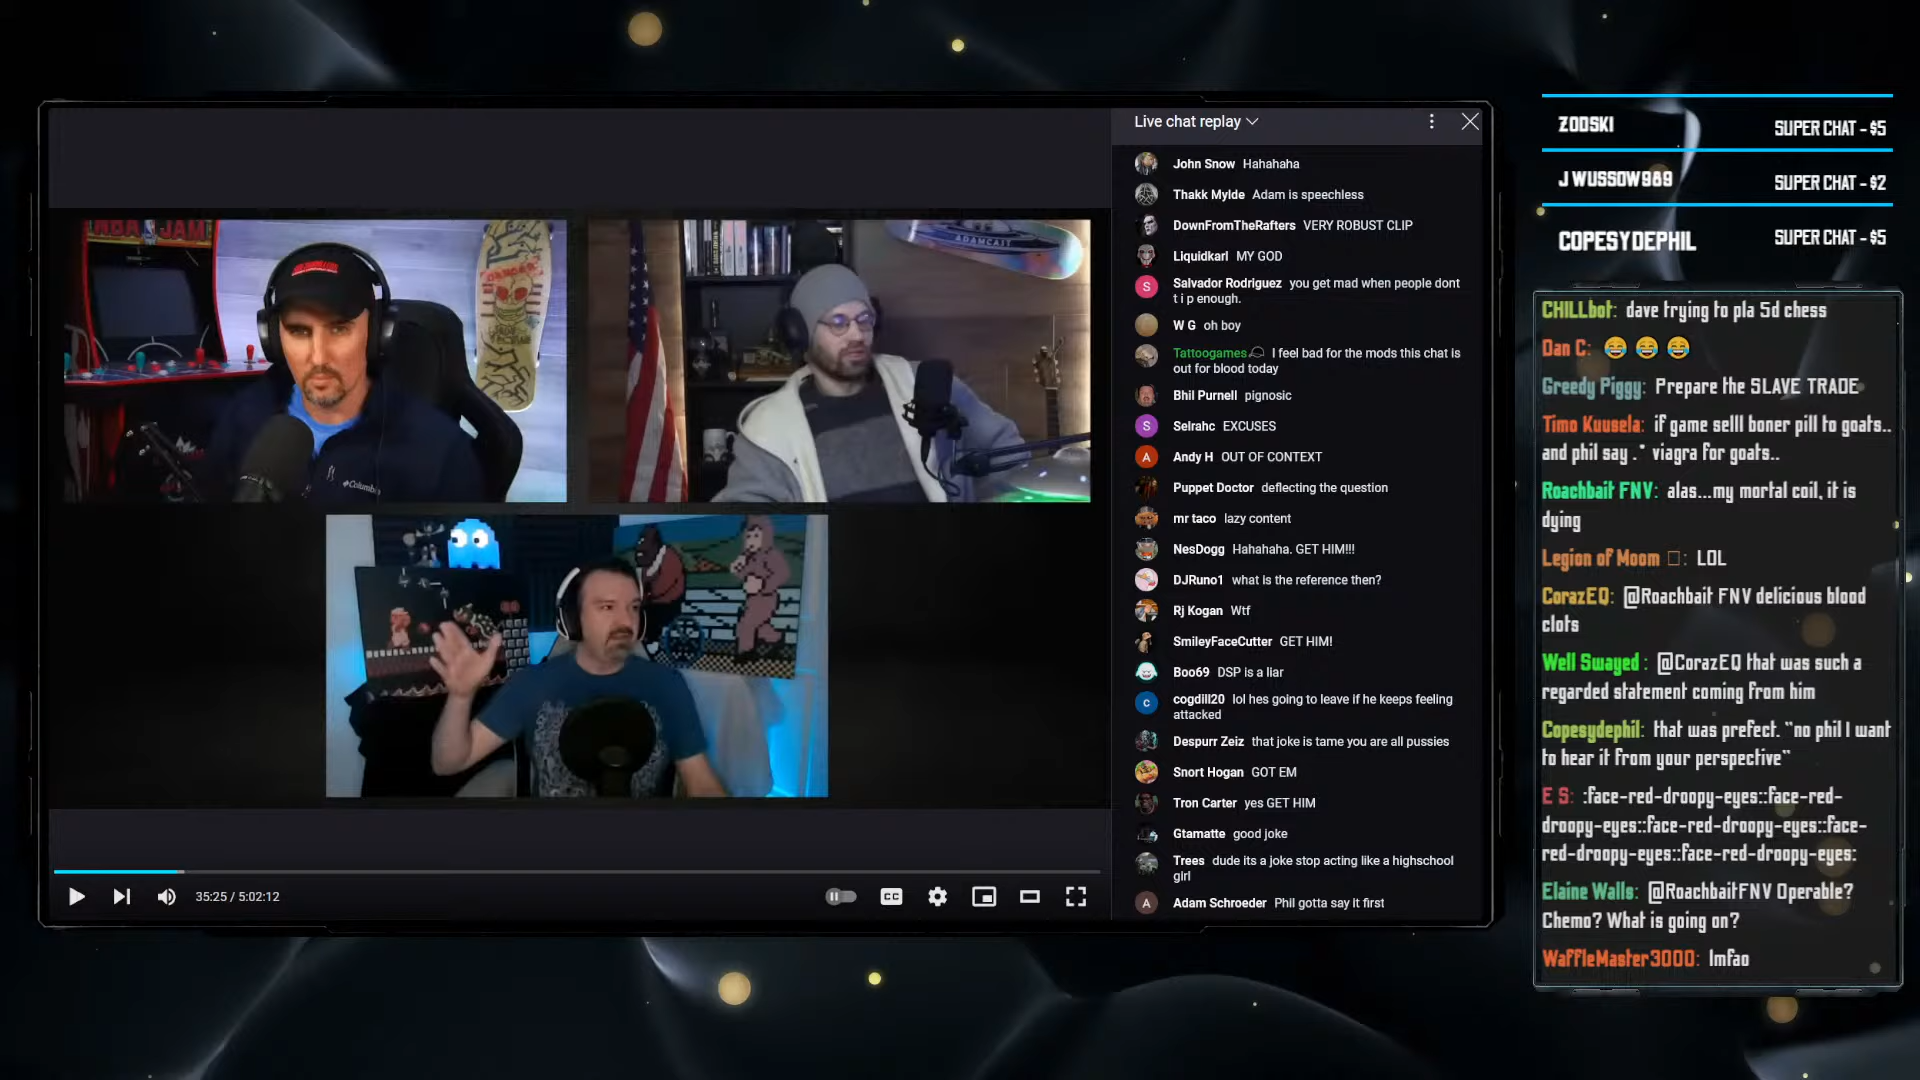 NBA JAM
ADAMCAST
Columbia
Live chat replay
John Snow Hahahaha
Thakk Mylde Adam is speechless
DownFromTheRafters VERY ROBUST CLIP
Liquidkarl MY GOD
S Salvador Rodriguez you get mad when people dont
t i p enough.
W G oh boy
Tattoogames I feel bad for the mods this chat is
out for blood today
Bhil Purnell pignosic
S Selrahc EXCUSES
A Andy H OUT OF CONTEXT
Puppet Doctor deflecting the question
mr taco lazy content
NesDogg Hahahaha. GET HIM!!!
DJRuno1 what is the reference then?
Rj Kogan Wtf
SmileyFaceCutter GET HIM!
Boo69 DSP is a liar
C cogdill20 lol hes going to leave if he keeps feeling
attacked
Despurr Zeiz that joke is tame you are all pussies
Snort Hogan GOT EM
Tron Carter yes GET HIM
Gtamatte good joke
Trees dude its a joke stop acting like a highschool
girl
A Adam Schroeder Phil gotta say it first
35:25 / 5:02:12
CC
ZODSKI SUPER CHAT - $5
J WUSSOW989 SUPER CHAT - $2
COPESYDEPHIL SUPER CHAT - $5
CHILLbot: dave trying to pla 5d chess
Dan C: 😂 😂 😂
Greedy Piggy: Prepare the SLAVE TRADE
Timo Kuusela: if game selll boner pill to goats..
and phil say ." viagra for goats..
Roachbait FNV: alas...my mortal coil, it is
dying
Legion of Moom : LOL
CorazEQ: @Roachbait FNV delicious blood
clots
Well Swayed : @CorazEQ that was such a
regarded statement coming from him
Copesydephil: that was prefect. "no phil I want
to hear it from your perspective"
E S: :face-red-droopy-eyes::face-red-
droopy-eyes::face-red-droopy-eyes::face-
red-droopy-eyes::face-red-droopy-eyes:
Elaine Walls: @RoachbaitFNV Operable?
Chemo? What is going on?
WaffleMaster3000: lmfao